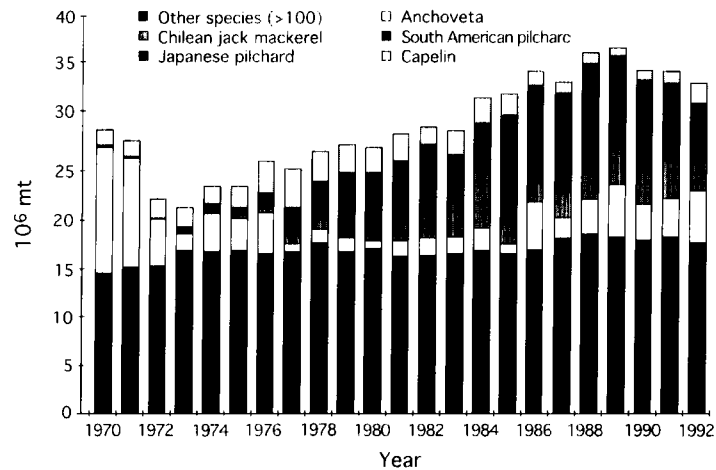 40
35
30
25
20
15
10
5
0
10⁶ mt
Other species (>100)
Chilean jack mackerel
Japanese pilchard
Anchoveta
South American pilcharc
Capelin
1970 1972 1974 1976 1978 1980 1982 1984 1986 1988 1990 1992
Year